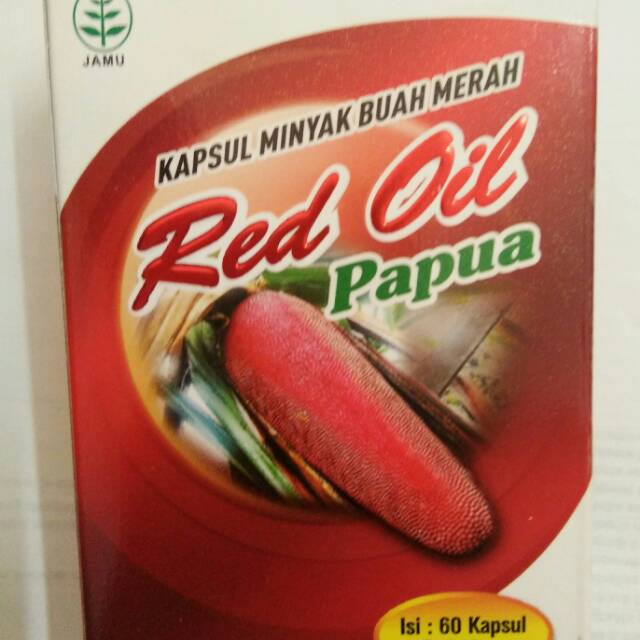 JAMU
KAPSUL MINYAK BUAH MERAH
Red Oil
Papua
Isi : 60 Kapsul